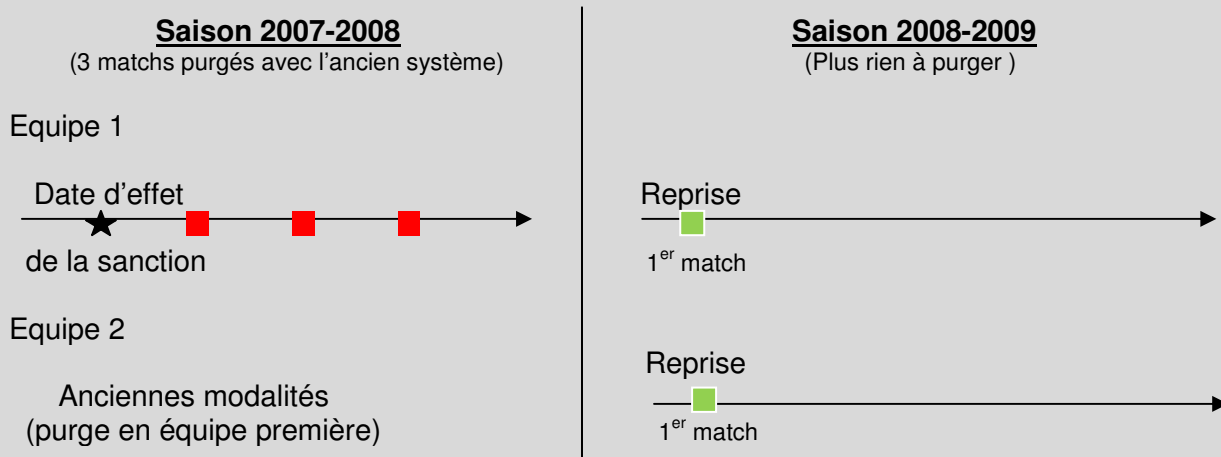 Saison 2007-2008
(3 matchs purgés avec l'ancien système)
Equipe 1
Date d'effet
de la sanction
Equipe 2
Anciennes modalités
(purge en équipe première)
Saison 2008-2009
(Plus rien à purger )
Reprise
1er match
Reprise
1er match